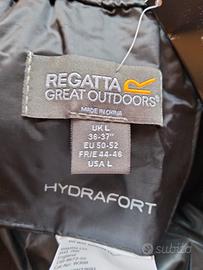 REGATTA
GREAT OUTDOORS
MADE IN CHINA
UK L
36-37"
EU 50-52
FR/E 44-46
USA L
HYDRAFORT
subito